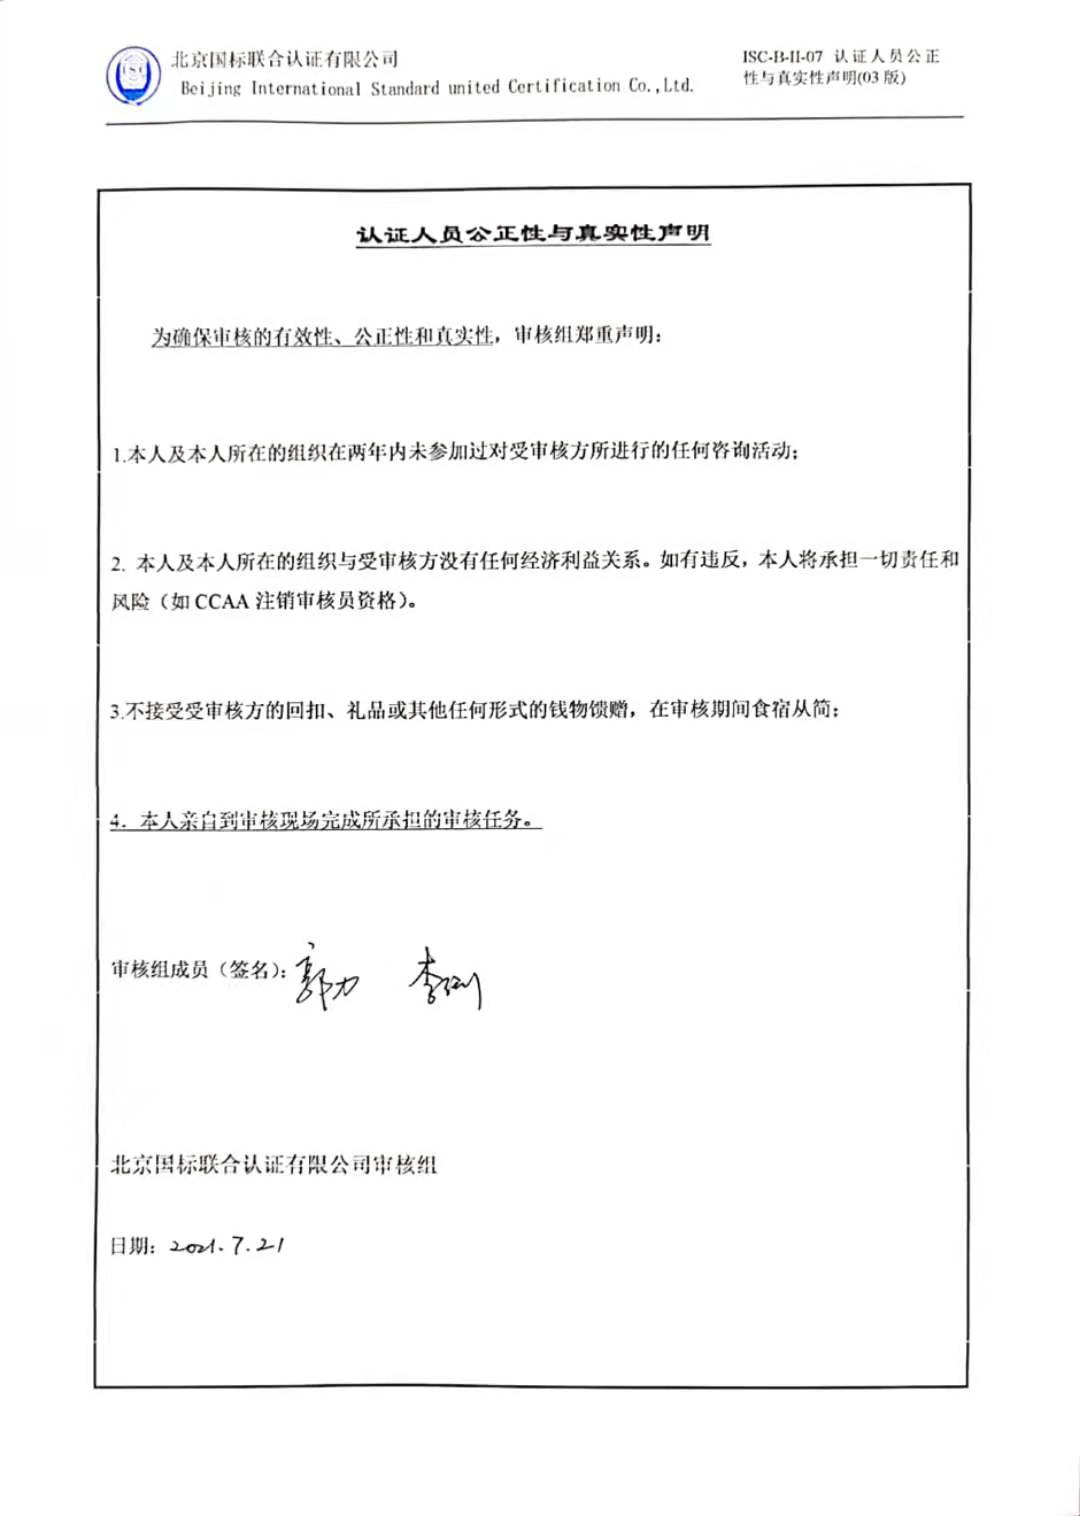 北京国标联合认证有限公司
Beijing International Standard united Certification Co.,Ltd.
ISC-B-II-07 认证人员公正
性与真实性声明(03 版)
认证人员公正性与真实性声明
为确保审核的有效性、公正性和真实性，审核组郑重声明：
1.本人及本人所在的组织在两年内未参加过对受审核方所进行的任何咨询活动；
2. 本人及本人所在的组织与受审核方没有任何经济利益关系。如有违反，本人将承担一切责任和
风险（如 CCAA 注销审核员资格）。
3.不接受受审核方的回扣、礼品或其他任何形式的钱物馈赠，在审核期间食宿从简；
4. 本人亲自到审核现场完成所承担的审核任务。
审核组成员（签名）：郭力 李
北京国标联合认证有限公司审核组
日期：2021.7.21